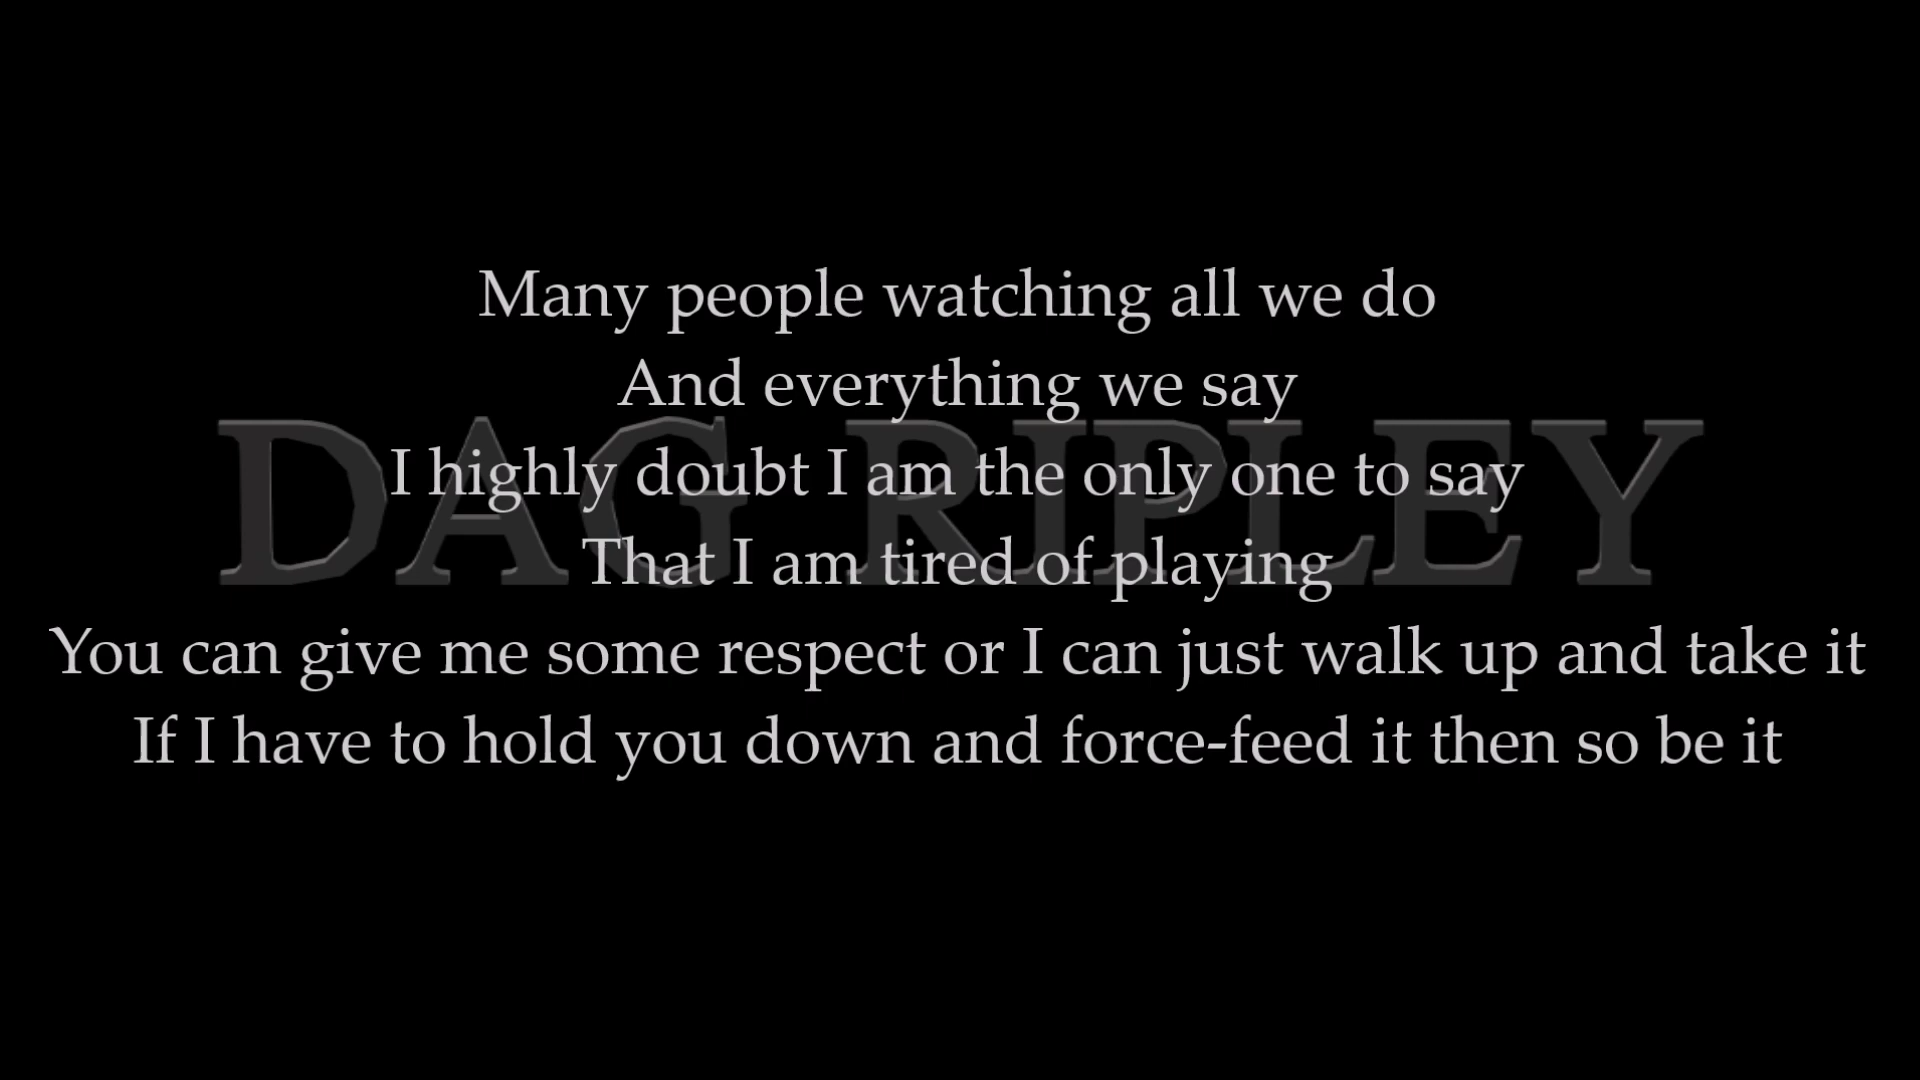 Many people watching all we do
And everything we say
DAG RIPLEY
I highly doubt I am the only one to say
That I am tired of playing
You can give me some respect or I can just walk up and take it
If I have to hold you down and force-feed it then so be it